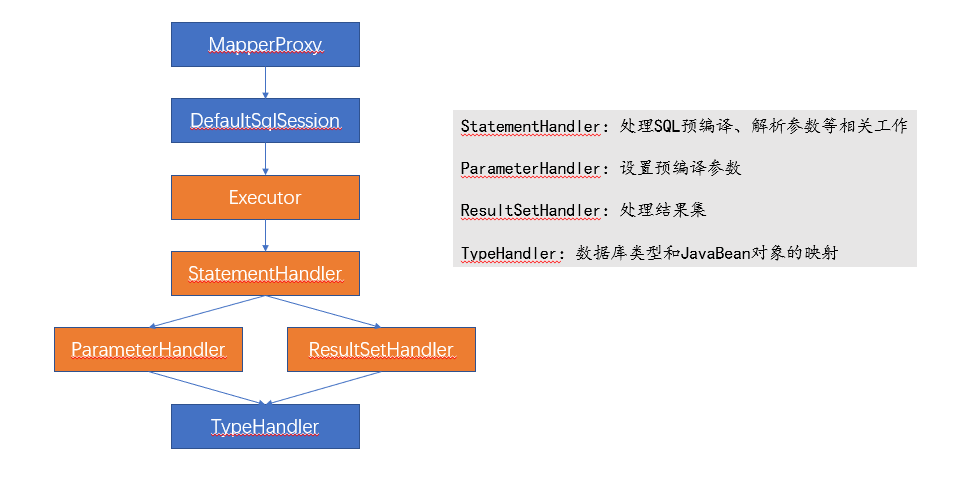 MapperProxy
DefaultSqlSession
Executor
StatementHandler
ParameterHandler
ResultSetHandler
TypeHandler
StatementHandler：处理SQL预编译、解析参数等相关工作
ParameterHandler：设置预编译参数
ResultSetHandler：处理结果集
TypeHandler：数据库类型和JavaBean对象的映射